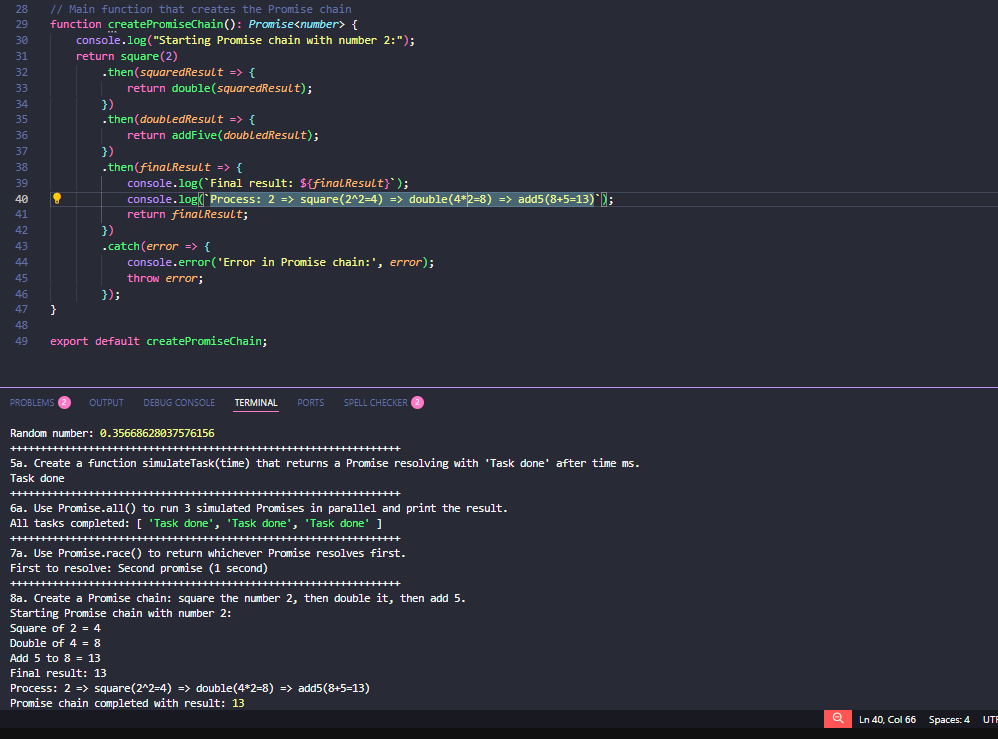 28 // Main function that creates the Promise chain
29 function createPromiseChain(): Promise<number> {
30     console.log("Starting Promise chain with number 2:");
31     return square(2)
32         .then(squaredResult => {
33             return double(squaredResult);
34         })
35         .then(doubledResult => {
36             return addFive(doubledResult);
37         })
38         .then(finalResult => {
39             console.log(`Final result: ${finalResult}`);
40             console.log(`Process: 2 => square(2^2=4) => double(4*2=8) => add5(8+5=13)`);
41             return finalResult;
42         })
43         .catch(error => {
44             console.error('Error in Promise chain:', error);
45             throw error;
46         });
47 }
48
49 export default createPromiseChain;
PROBLEMS 2 OUTPUT DEBUG CONSOLE TERMINAL PORTS SPELL CHECKER 2
Random number: 0.35668628037576156
+++++++++++++++++++++++++++++++++++++++++++++++++++++++++++++++++
5a. Create a function simulateTask(time) that returns a Promise resolving with 'Task done' after time ms.
Task done
+++++++++++++++++++++++++++++++++++++++++++++++++++++++++++++++++
6a. Use Promise.all() to run 3 simulated Promises in parallel and print the result.
All tasks completed: [ 'Task done', 'Task done', 'Task done' ]
+++++++++++++++++++++++++++++++++++++++++++++++++++++++++++++++++
7a. Use Promise.race() to return whichever Promise resolves first.
First to resolve: Second promise (1 second)
+++++++++++++++++++++++++++++++++++++++++++++++++++++++++++++++++
8a. Create a Promise chain: square the number 2, then double it, then add 5.
Starting Promise chain with number 2:
Square of 2 = 4
Double of 4 = 8
Add 5 to 8 = 13
Final result: 13
Process: 2 => square(2^2=4) => double(4*2=8) => add5(8+5=13)
Promise chain completed with result: 13
Ln 40, Col 66 Spaces: 4 UTF